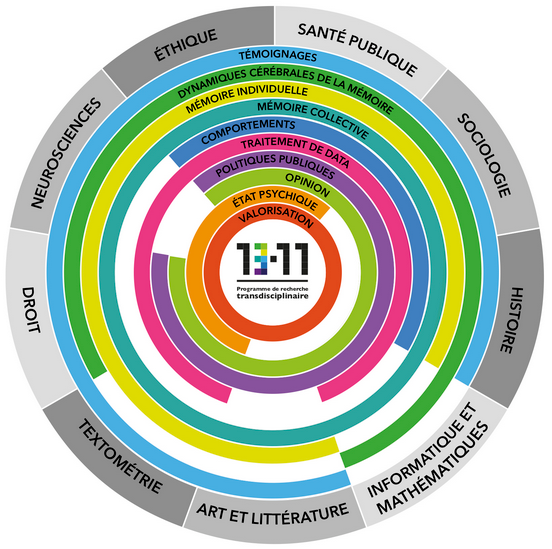 ÉTHIQUE
SANTÉ PUBLIQUE
SOCIOLOGIE
HISTOIRE
INFORMATIQUE ET
MATHÉMATIQUES
ART ET LITTÉRATURE
TEXTOMÉTRIE
DROIT
NEUROSCIENCES
TÉMOIGNAGES
DYNAMIQUES CÉRÉBRALES DE LA MÉMOIRE
MÉMOIRE INDIVIDUELLE
MÉMOIRE COLLECTIVE
COMPORTEMENTS
TRAITEMENT DE DATA
POLITIQUES PUBLIQUES
OPINION
ÉTAT PSYCHIQUE
VALORISATION
13·11
Programme de recherche
transdisciplinaire